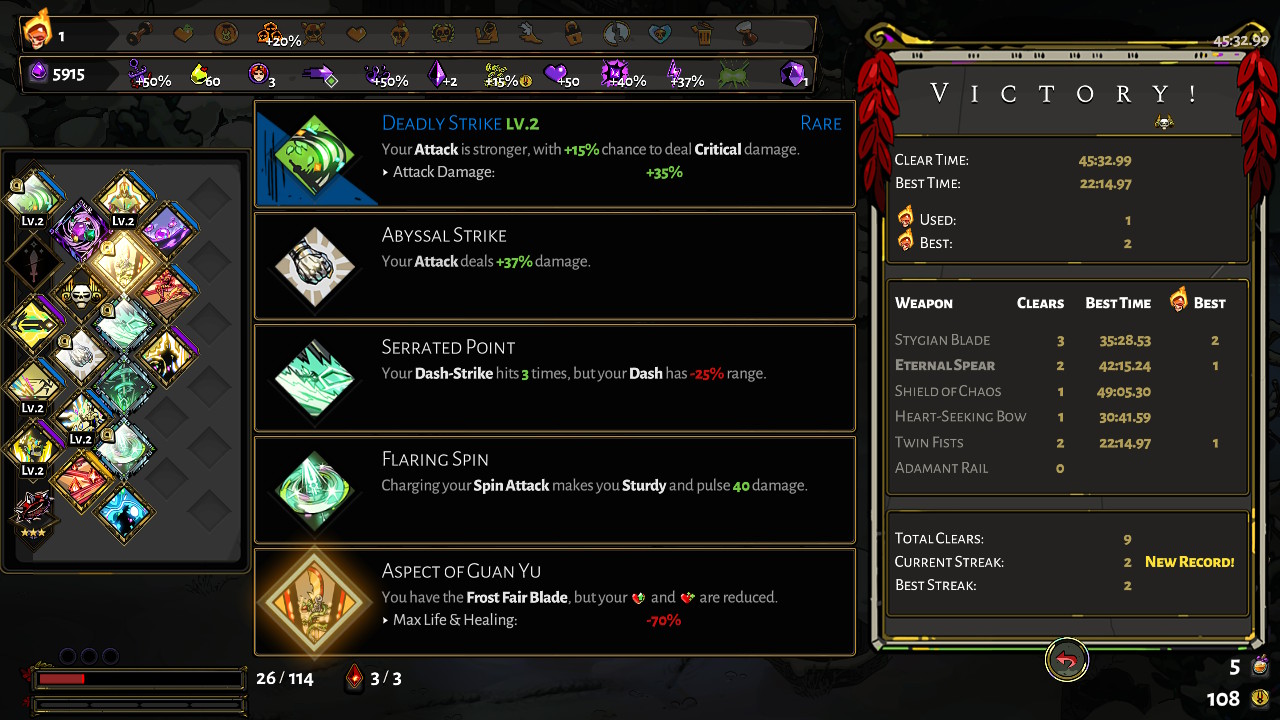 1
+20%
5915
+50%
60
3
+50%
+2
+15%
+50
+40%
+37%
1
Lv.2
Lv.2
Lv.2
Lv.2
Lv.2
DEADLY STRIKE LV.2
RARE
Your Attack is stronger, with +15% chance to deal Critical damage.
Attack Damage: +35%
ABYSSAL STRIKE
Your Attack deals +37% damage.
SERRATED POINT
Your Dash-Strike hits 3 times, but your Dash has -25% range.
FLARING SPIN
Charging your Spin Attack makes you Sturdy and pulse 40 damage.
ASPECT OF GUAN YU
You have the Frost Fair Blade, but your and are reduced.
Max Life & Healing: -70%
26 / 114
3 / 3
45:32.99
VICTORY!
CLEAR TIME: 45:32.99
BEST TIME: 22:14.97
USED: 1
BEST: 2
WEAPON CLEARS BEST TIME BEST
STYGIAN BLADE 3 35:28.53 2
ETERNAL SPEAR 2 42:15.24 1
SHIELD OF CHAOS 1 49:05.30
HEART-SEEKING BOW 1 30:41.59
TWIN FISTS 2 22:14.97 1
ADAMANT RAIL 0
TOTAL CLEARS: 9
CURRENT STREAK: 2 NEW RECORD!
BEST STREAK: 2
5
108